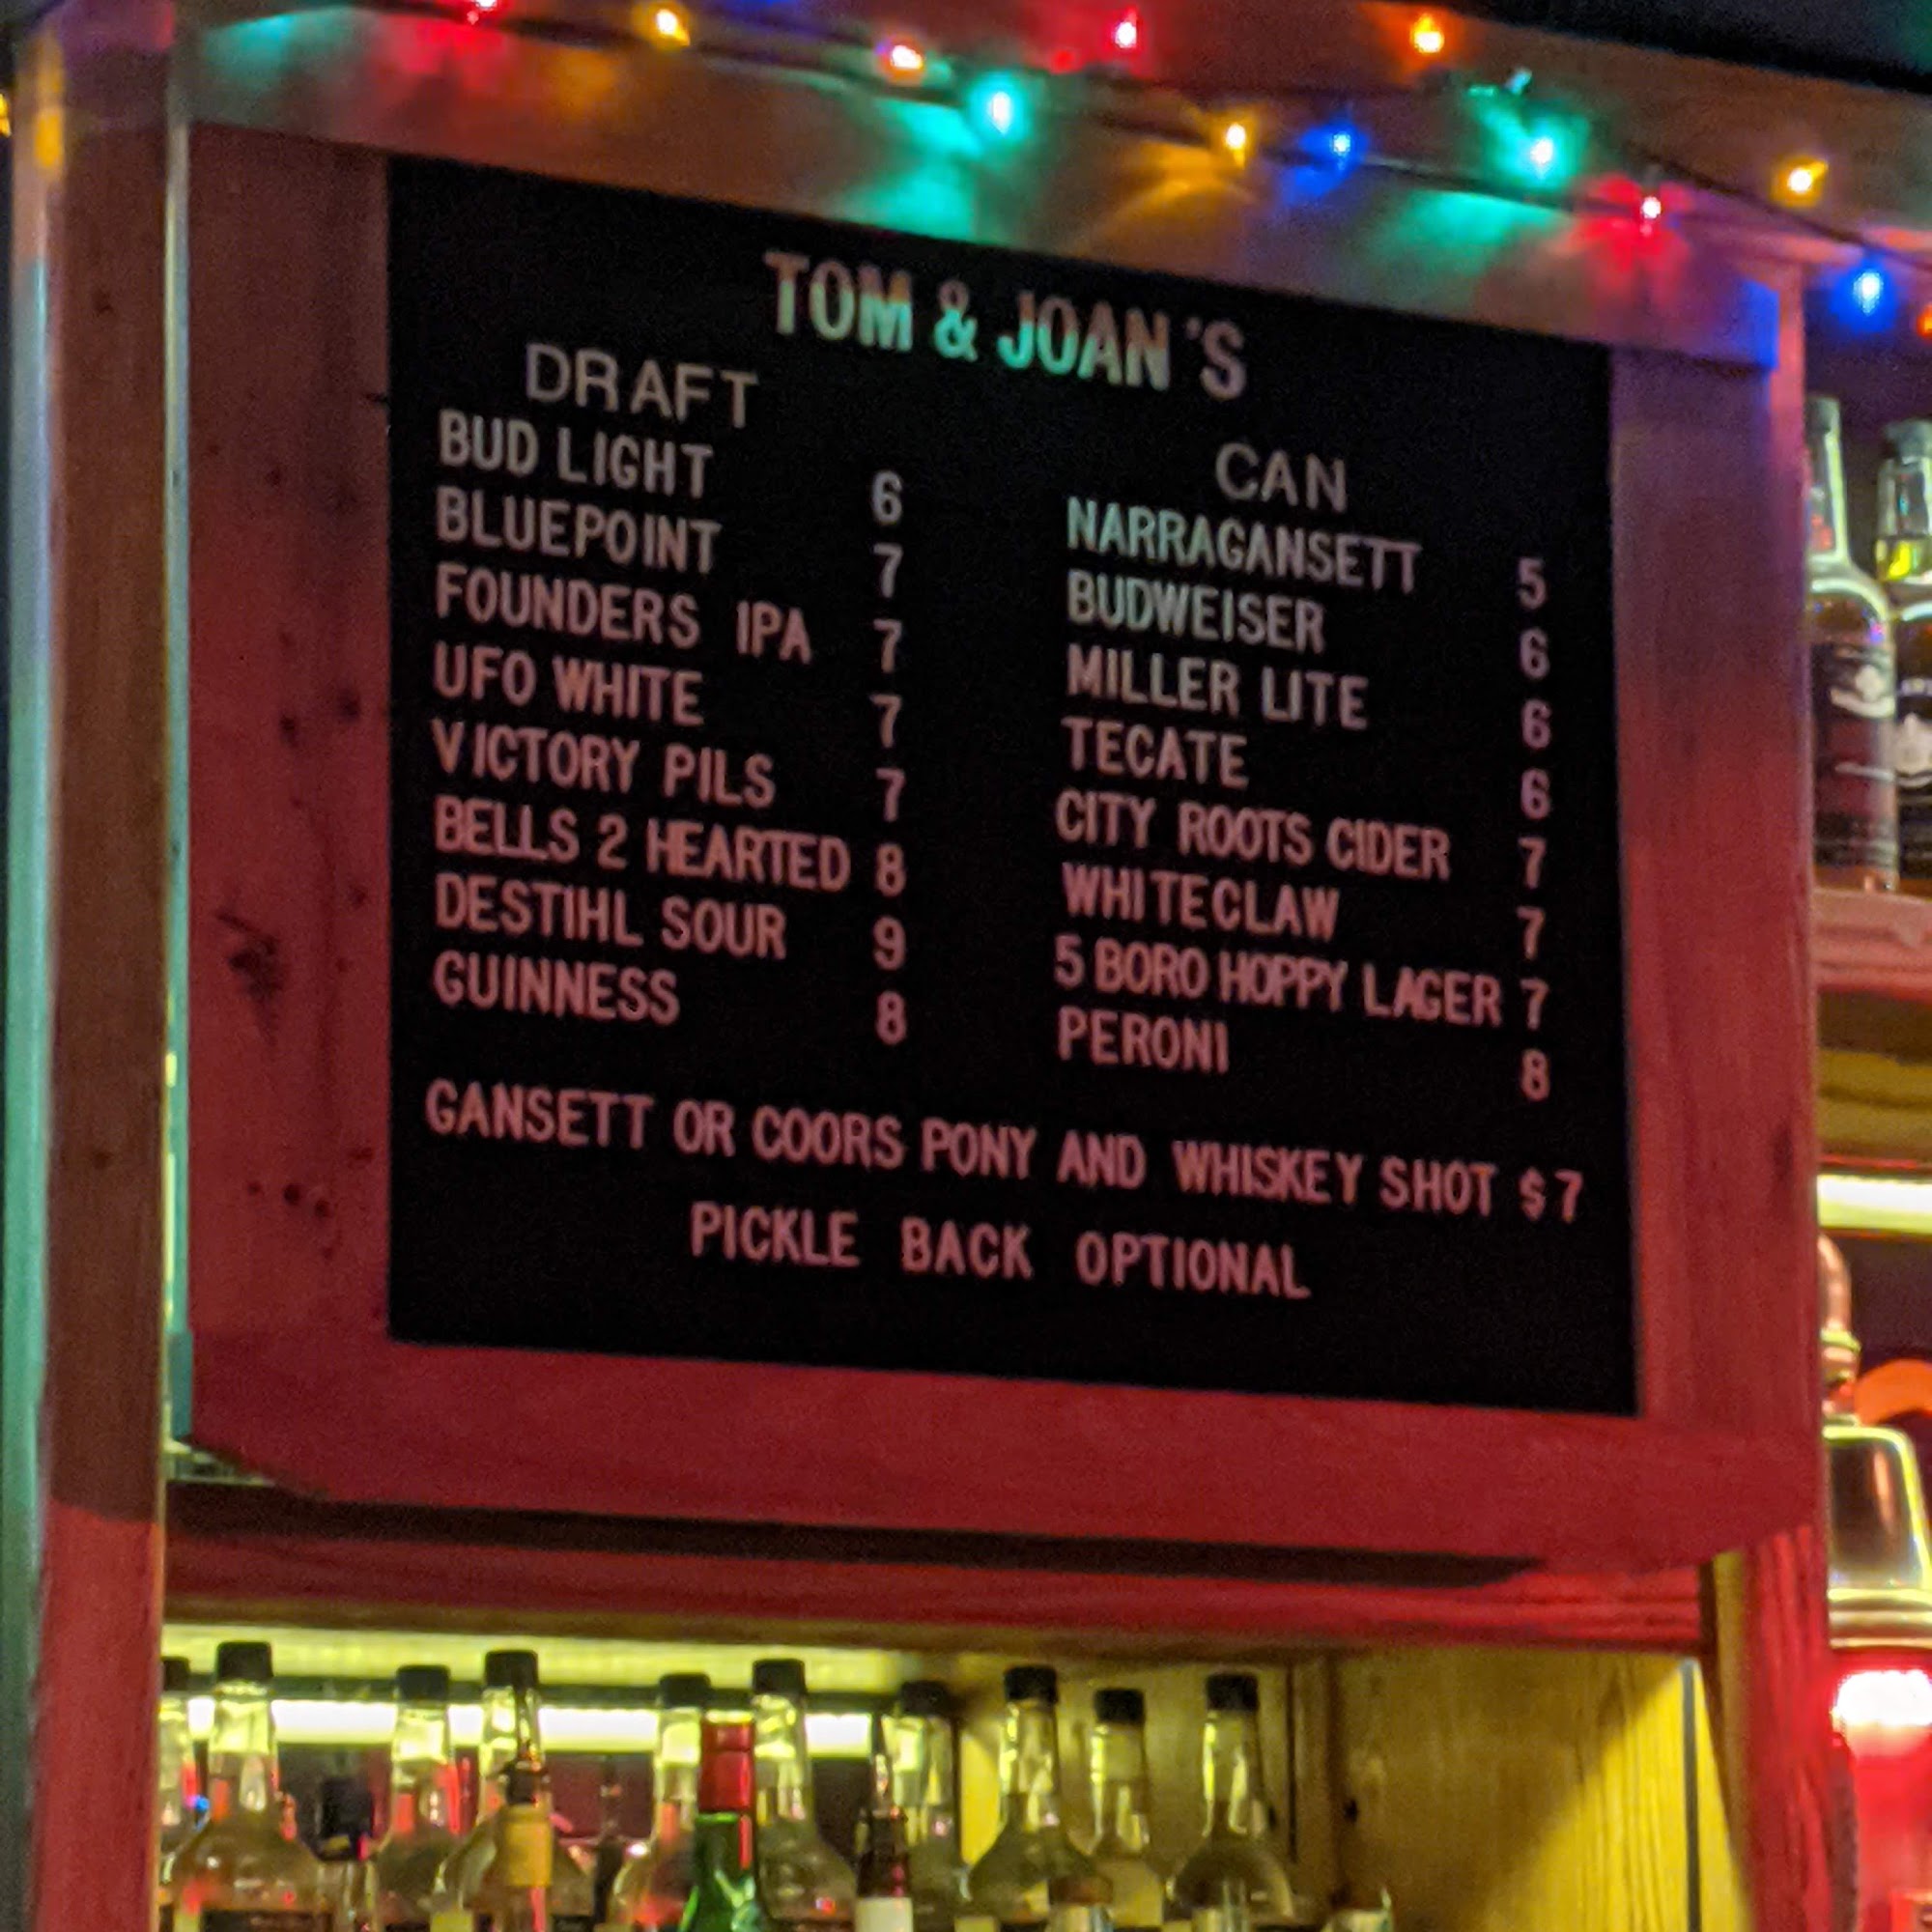 TOM & JOAN'S
DRAFT
BUD LIGHT 6
BLUEPOINT 7
FOUNDERS IPA 7
UFO WHITE 7
VICTORY PILS 7
BELLS 2 HEARTED 8
DESTIHL SOUR 9
GUINNESS 8
CAN
NARRAGANSETT 5
BUDWEISER 6
MILLER LITE 6
TECATE 6
CITY ROOTS CIDER 7
WHITECLAW 7
5 BORO HOPPY LAGER 7
PERONI 8
GANSETT OR COORS PONY AND WHISKEY SHOT $7
PICKLE BACK OPTIONAL